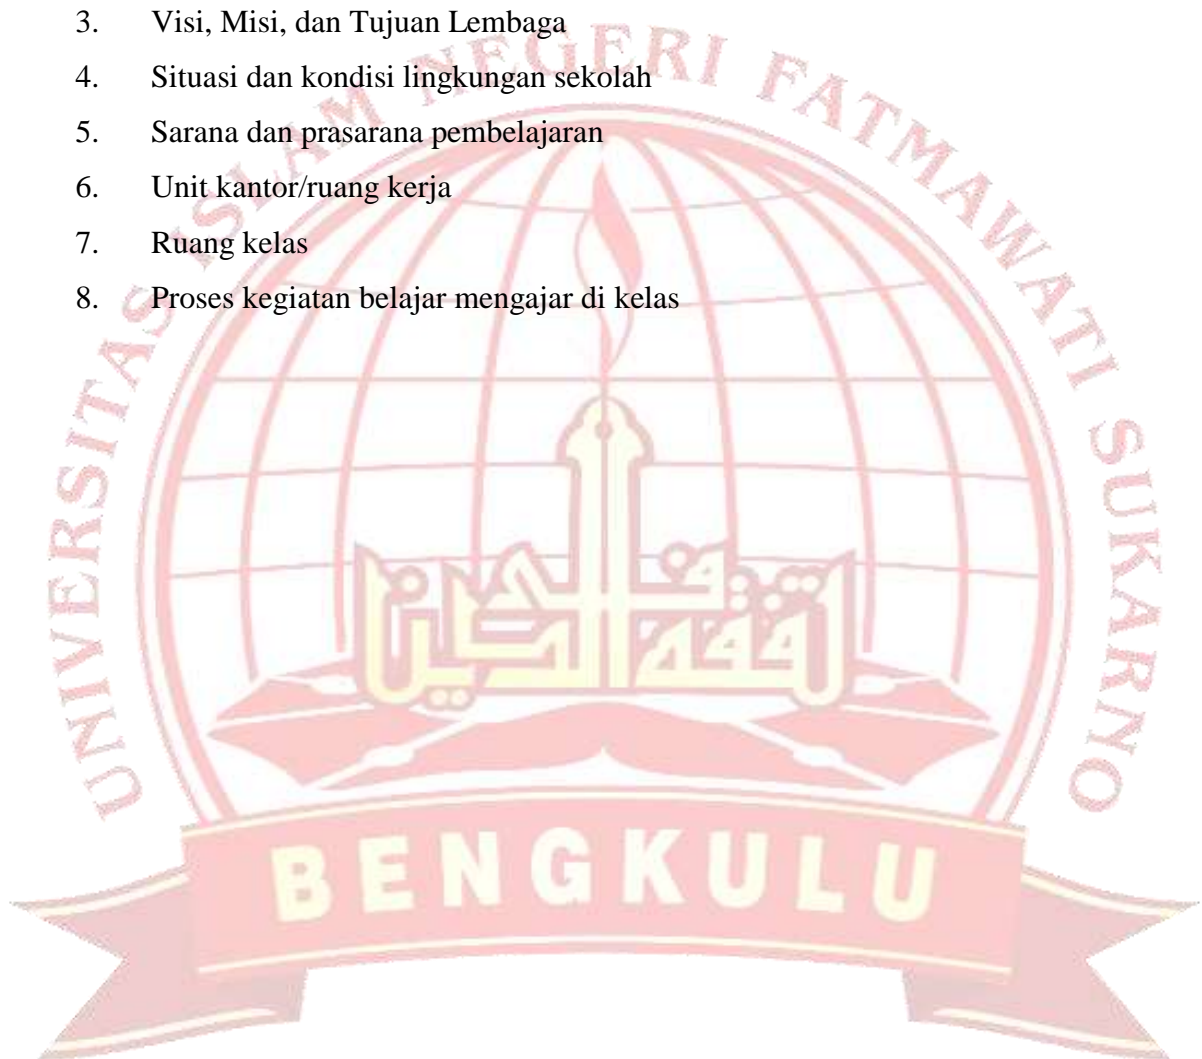 3. Visi, Misi, dan Tujuan Lembaga
4. Situasi dan kondisi lingkungan sekolah
5. Sarana dan prasarana pembelajaran
6. Unit kantor/ruang kerja
7. Ruang kelas
8. Proses kegiatan belajar mengajar di kelas
UNIVERSITAS ISLAM NEGERI FATMAWATI SUKARNO
BENGKULU